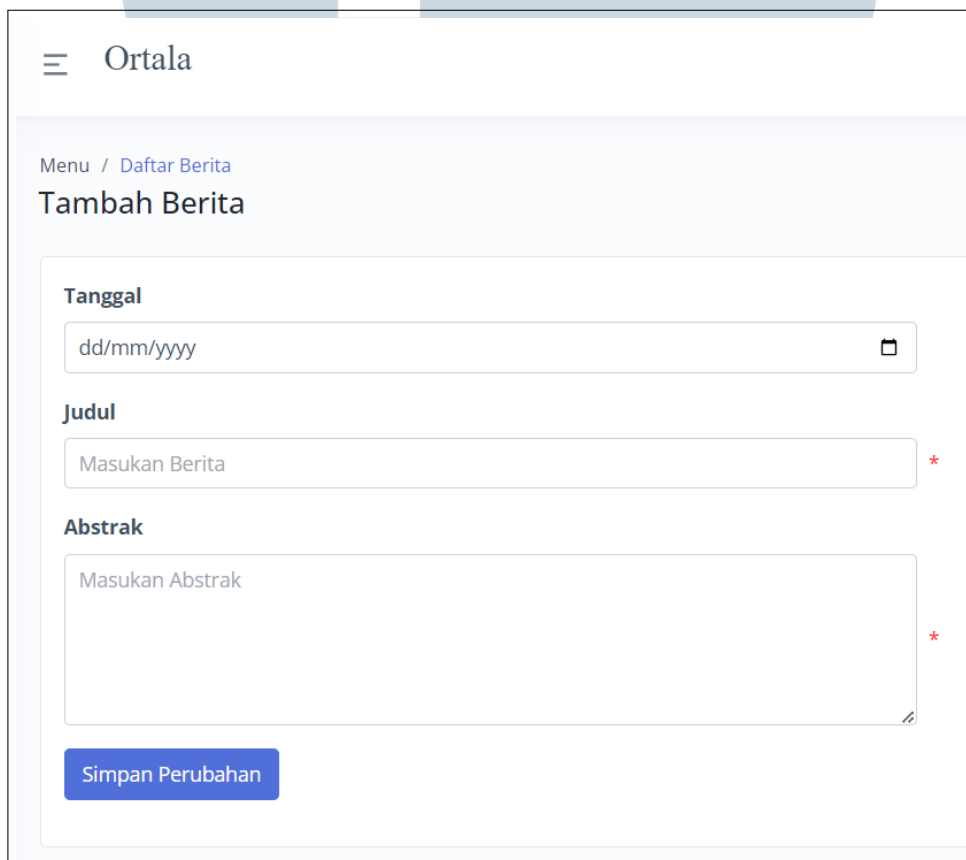 Ortala
Menu / Daftar Berita
Tambah Berita
Tanggal
dd/mm/yyyy
Judul
Masukan Berita *
Abstrak
Masukan Abstrak
*
Simpan Perubahan